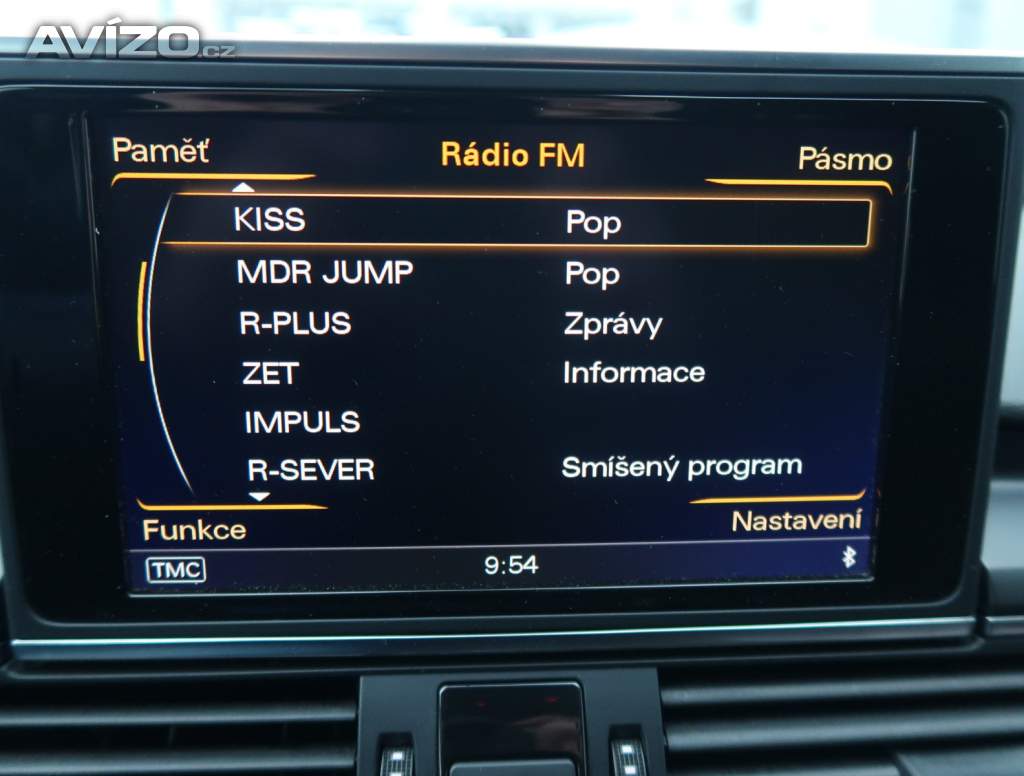 AVÍZO.cz
Paměť Rádio FM Pásmo
KISS Pop
MDR JUMP Pop
R-PLUS Zprávy
ZET Informace
IMPULS
R-SEVER Smíšený program
Funkce Nastavení
TMC 9:54